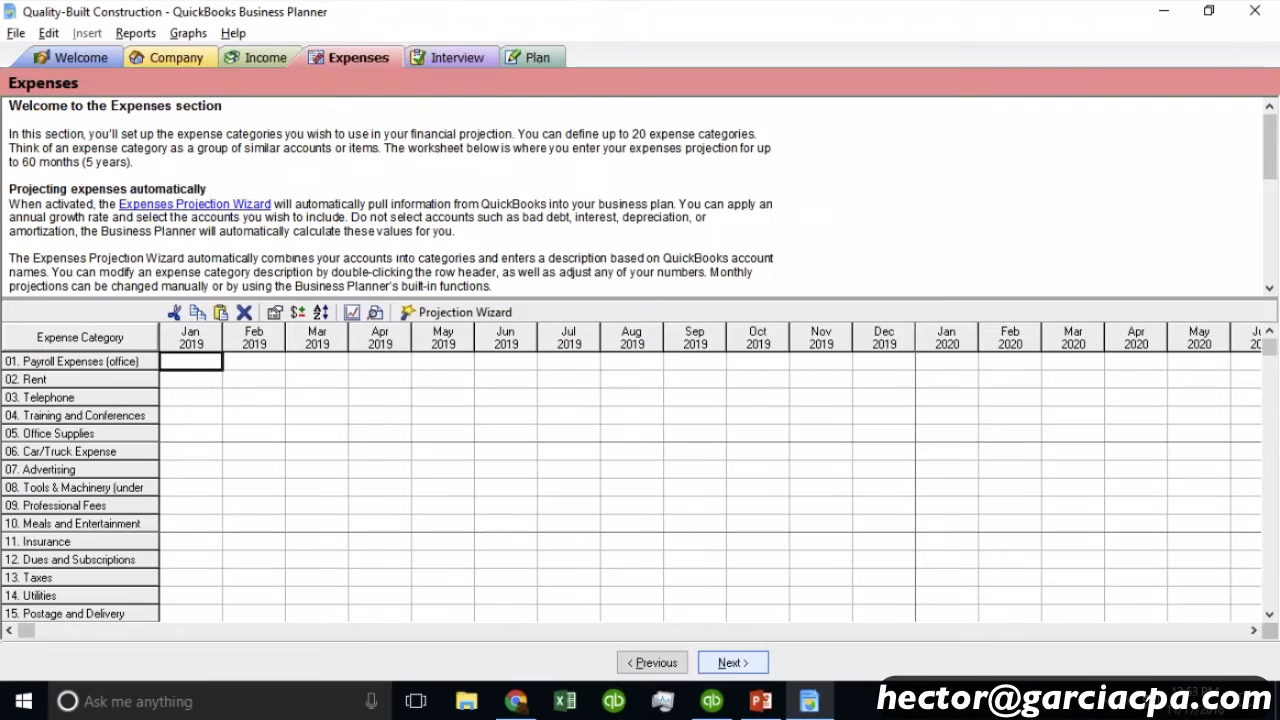 Quality-Built Construction - QuickBooks Business Planner
File Edit Insert Reports Graphs Help
Welcome Company Income Expenses Interview Plan
Expenses
Welcome to the Expenses section
In this section, you'll set up the expense categories you wish to use in your financial projection. You can define up to 20 expense categories.
Think of an expense category as a group of similar accounts or items. The worksheet below is where you enter your expenses projection for up
to 60 months (5 years).
Projecting expenses automatically
When activated, the Expenses Projection Wizard will automatically pull information from QuickBooks into your business plan. You can apply an
annual growth rate and select the accounts you wish to include. Do not select accounts such as bad debt, interest, depreciation, or
amortization, the Business Planner will automatically calculate these values for you.
The Expenses Projection Wizard automatically combines your accounts into categories and enters a description based on QuickBooks account
names. You can modify an expense category description by double-clicking the row header, as well as adjust any of your numbers. Monthly
projections can be changed manually or by using the Business Planner's built-in functions.
Projection Wizard
Expense Category
Jan Feb Mar Apr May Jun Jul Aug Sep Oct Nov Dec Jan Feb Mar Apr May
2019 2019 2019 2019 2019 2019 2019 2019 2019 2019 2019 2019 2020 2020 2020 2020 2020
01. Payroll Expenses (office)
02. Rent
03. Telephone
04. Training and Conferences
05. Office Supplies
06. Car/Truck Expense
07. Advertising
08. Tools & Machinery (under
09. Professional Fees
10. Meals and Entertainment
11. Insurance
12. Dues and Subscriptions
13. Taxes
14. Utilities
15. Postage and Delivery
< Previous Next >
Ask me anything
hector@garciacpa.com